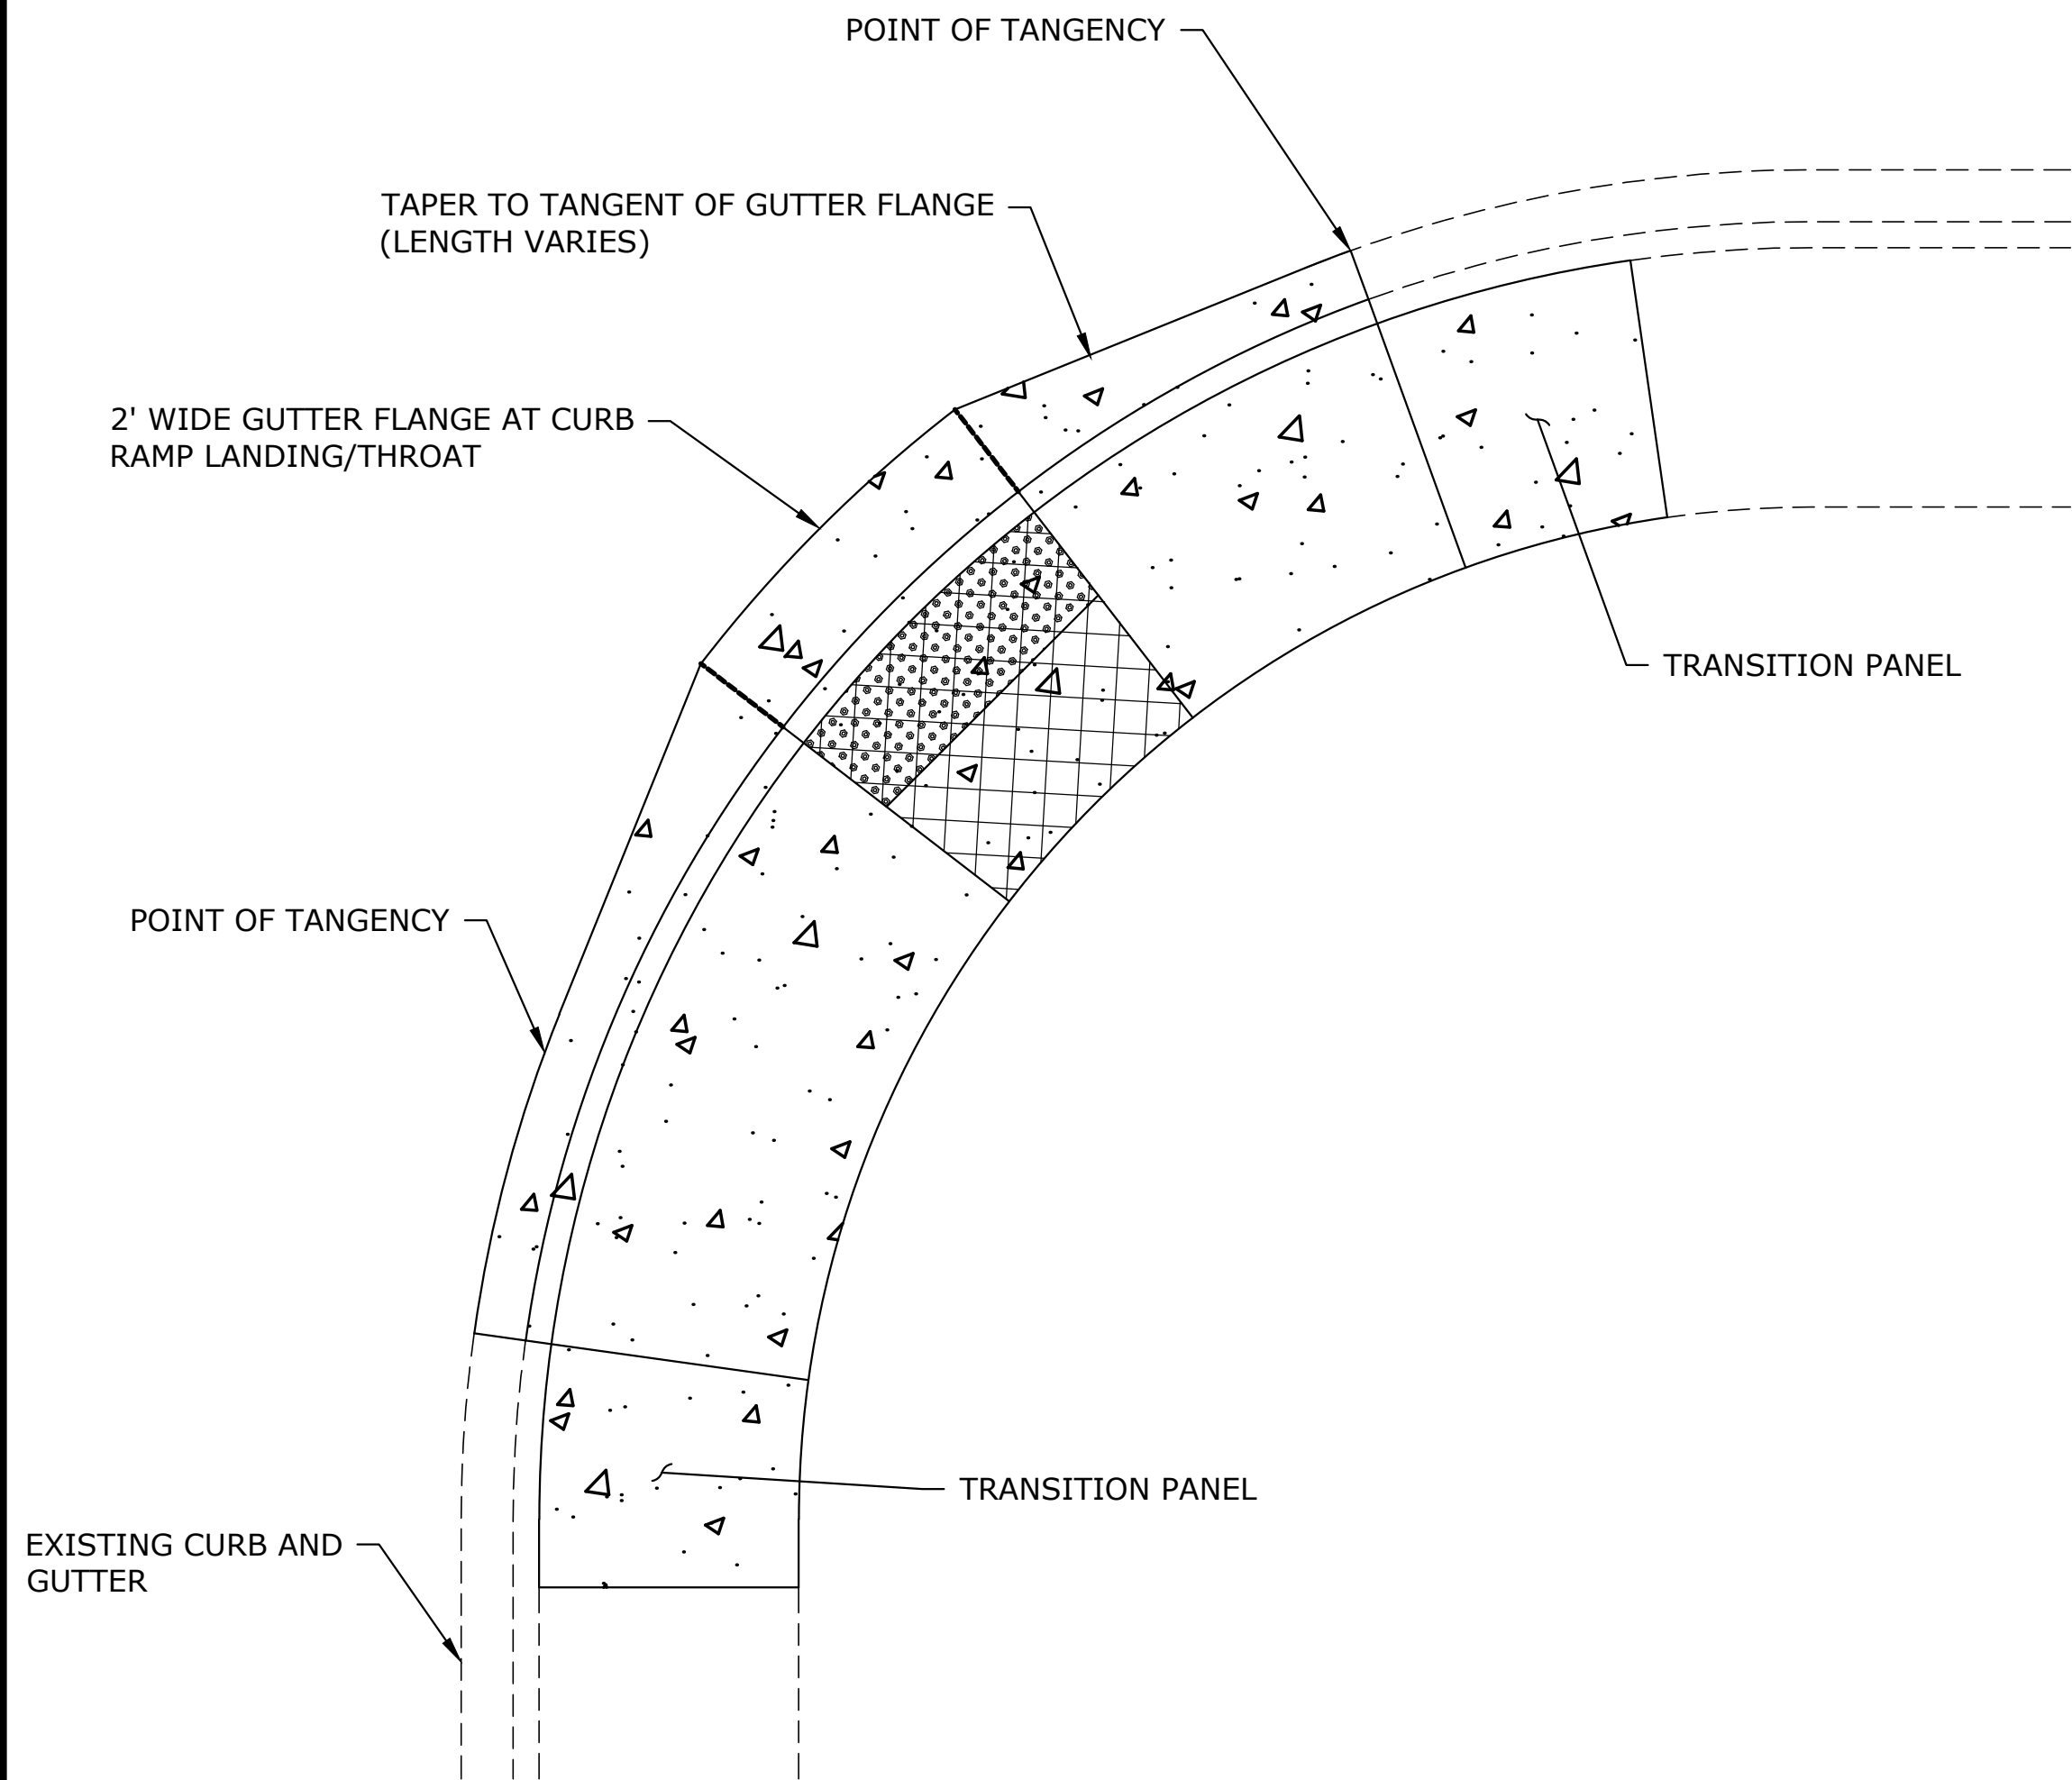 POINT OF TANGENCY
TAPER TO TANGENT OF GUTTER FLANGE
(LENGTH VARIES)
2' WIDE GUTTER FLANGE AT CURB
RAMP LANDING/THROAT
TRANSITION PANEL
POINT OF TANGENCY
TRANSITION PANEL
EXISTING CURB AND
GUTTER